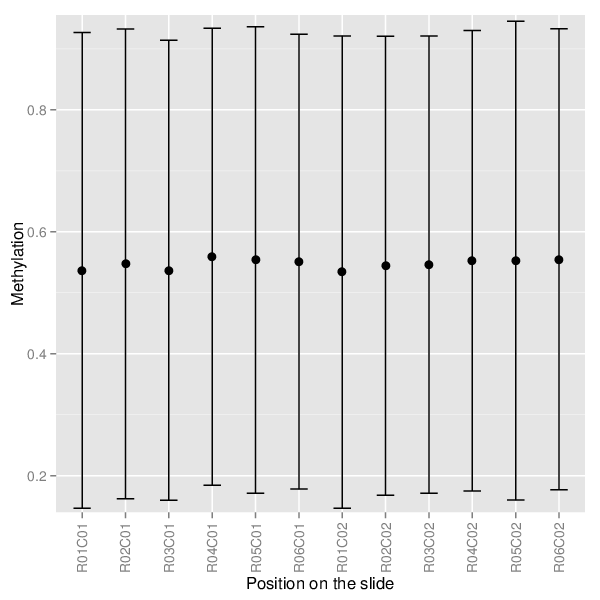 Methylation
0.8
0.6
0.4
0.2
R01C01
R02C01
R03C01
R04C01
R05C01
R06C01
R01C02
R02C02
R03C02
R04C02
R05C02
R06C02
Position on the slide